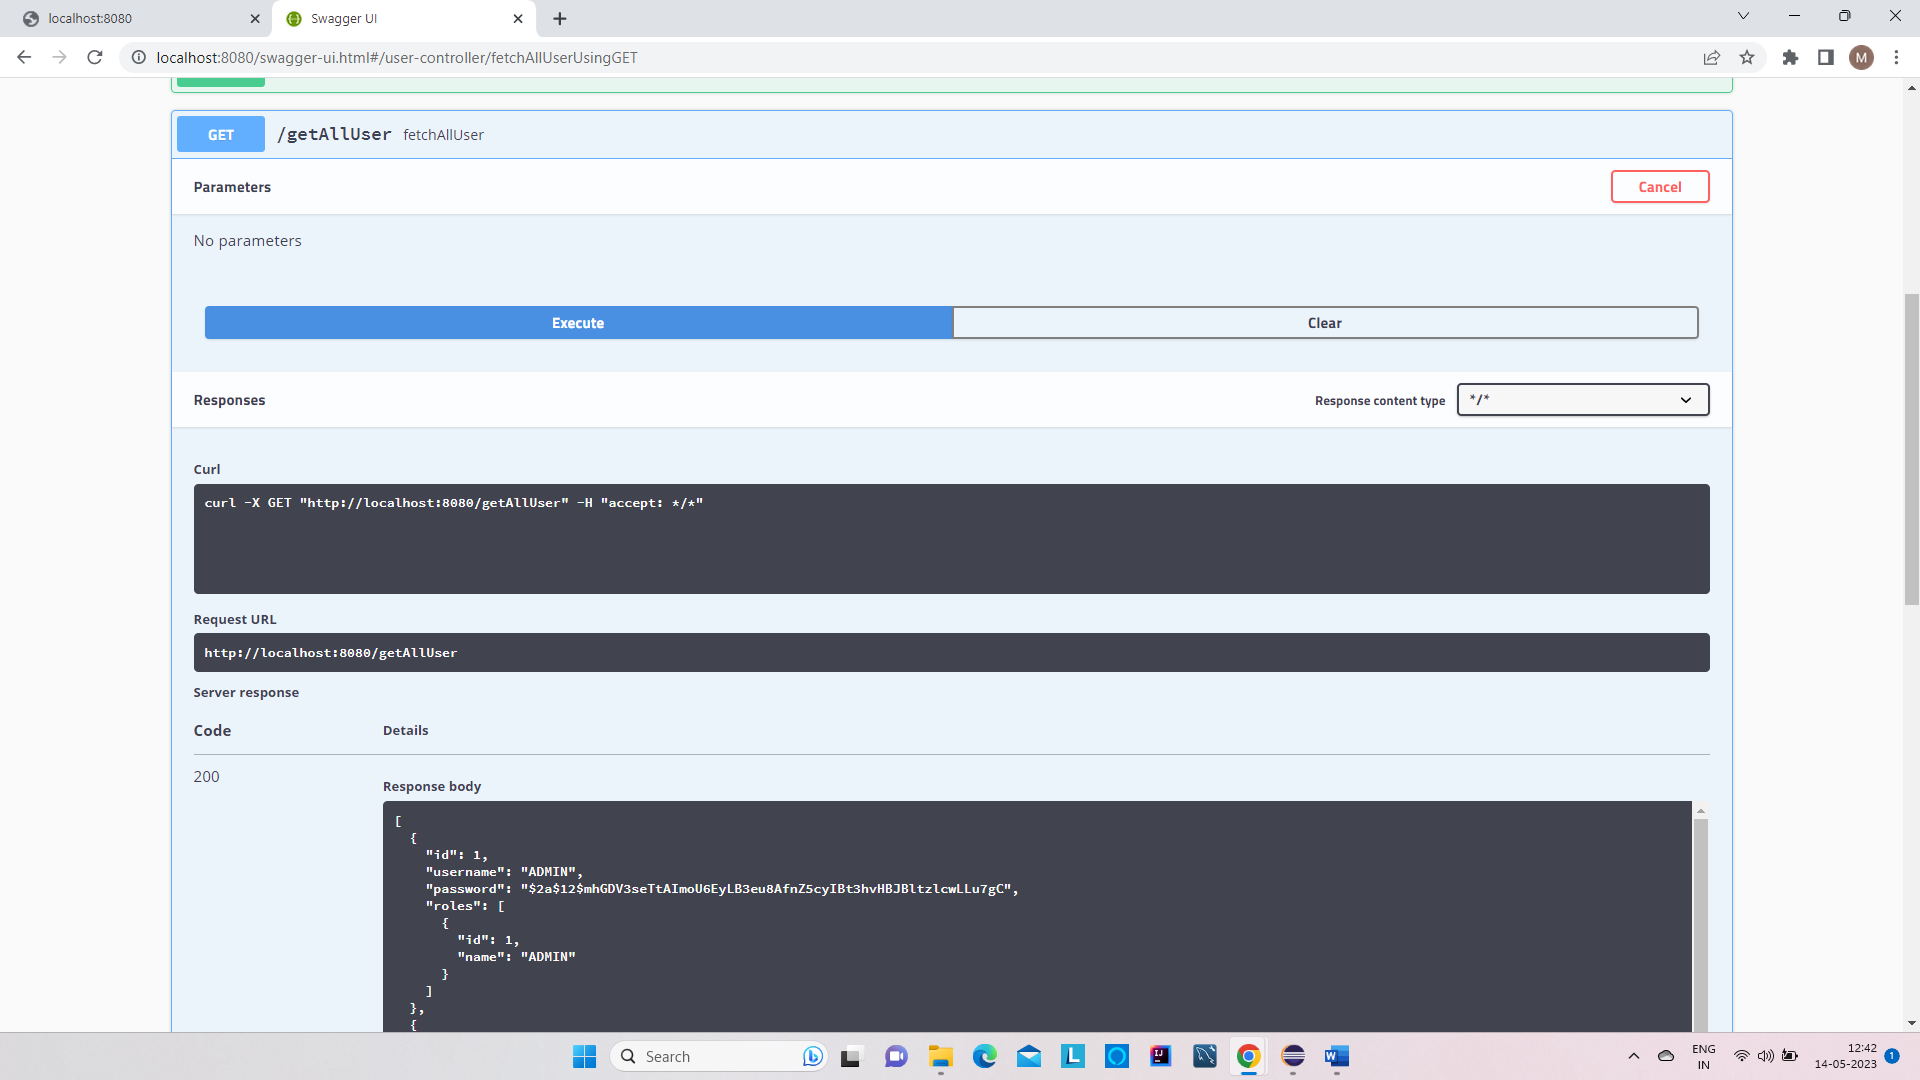 localhost:8080
Swagger UI
localhost:8080/swagger-ui.html#/user-controller/fetchAllUserUsingGET
M
GET /getAllUser fetchAllUser
Parameters
Cancel
No parameters
Execute
Clear
Responses
Response content type
*/*
Curl
curl -X GET "http://localhost:8080/getAllUser" -H "accept: */*"
Request URL
http://localhost:8080/getAllUser
Server response
Code
Details
200
Response body
[
{
"id": 1,
"username": "ADMIN",
"password": "$2a$12$mhGDV3seTtAImoU6EyLB3eu8AfnZ5cyIBt3hvHBJBltzlcwLLu7gC",
"roles": [
{
"id": 1,
"name": "ADMIN"
}
]
},
{
Search
ENG
IN
12:42
14-05-2023
1